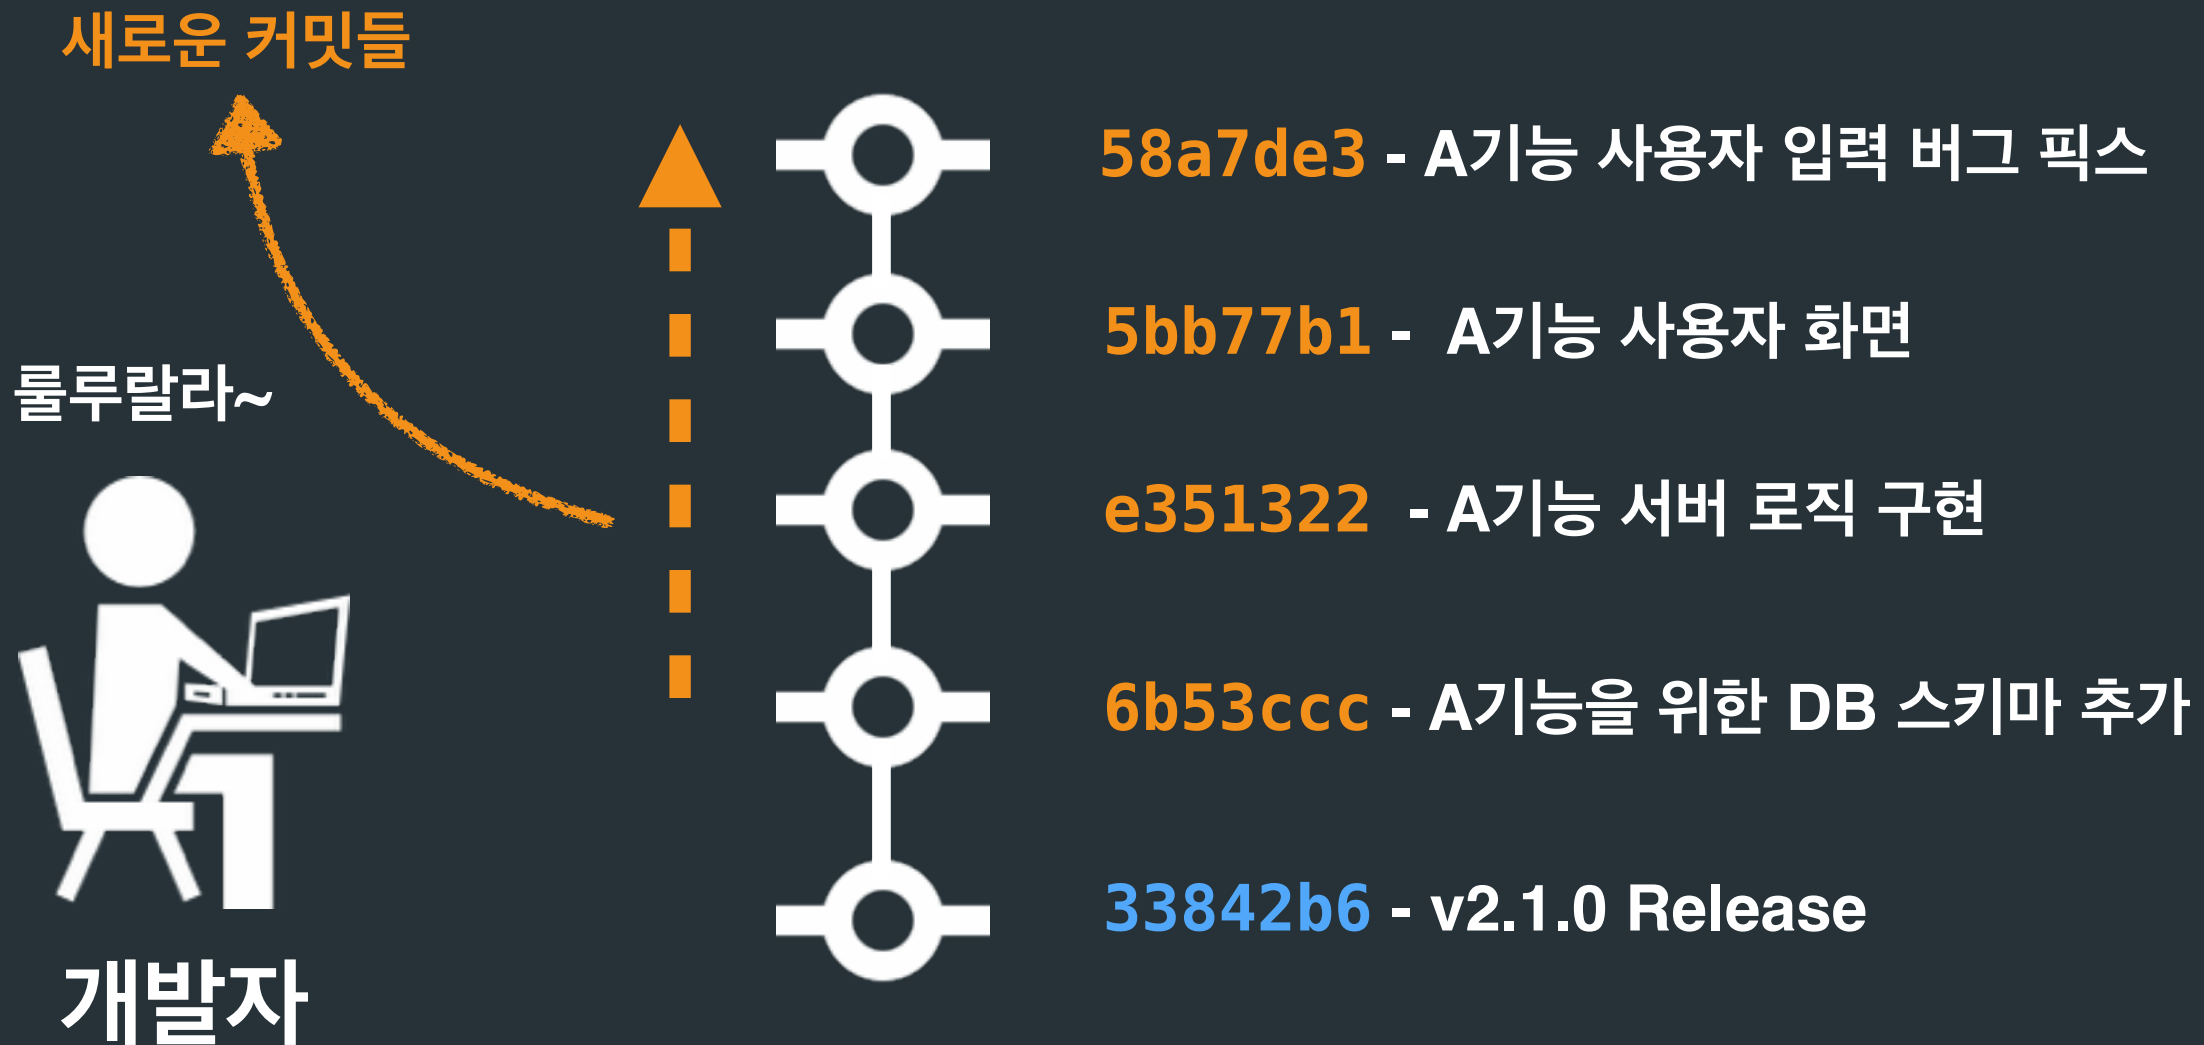 새로운 커밋들
58a7de3 - A기능 사용자 입력 버그 픽스
5bb77b1 - A기능 사용자 화면
룰루랄라~
e351322 - A기능 서버 로직 구현
6b53ccc - A기능을 위한 DB 스키마 추가
33842b6 - v2.1.0 Release
개발자